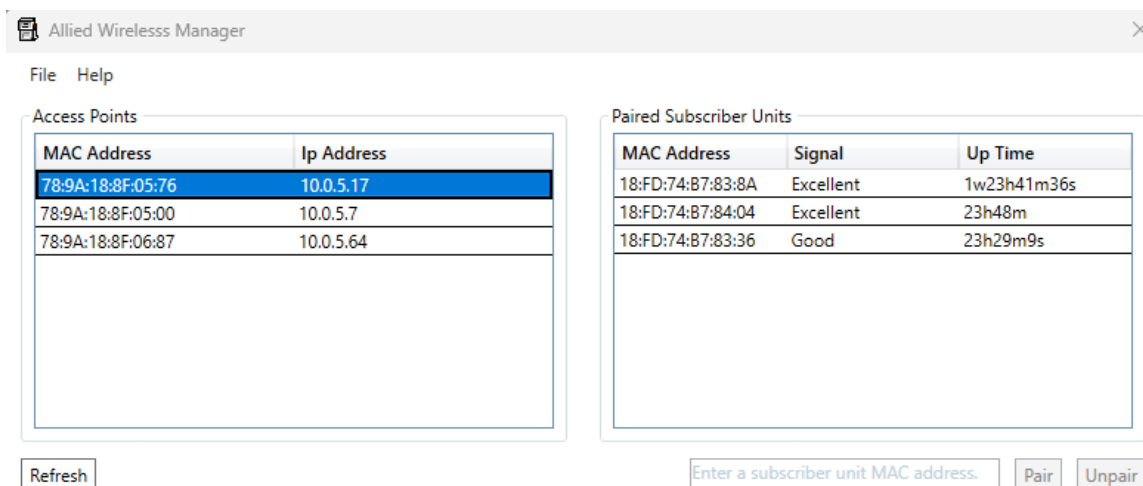 Allied Wirelesss Manager
File Help
Access Points
MAC Address Ip Address
78:9A:18:8F:05:76 10.0.5.17
78:9A:18:8F:05:00 10.0.5.7
78:9A:18:8F:06:87 10.0.5.64
Refresh
Paired Subscriber Units
MAC Address Signal Up Time
18:FD:74:B7:83:8A Excellent 1w23h41m36s
18:FD:74:B7:84:04 Excellent 23h48m
18:FD:74:B7:83:36 Good 23h29m9s
Enter a subscriber unit MAC address. Pair Unpair